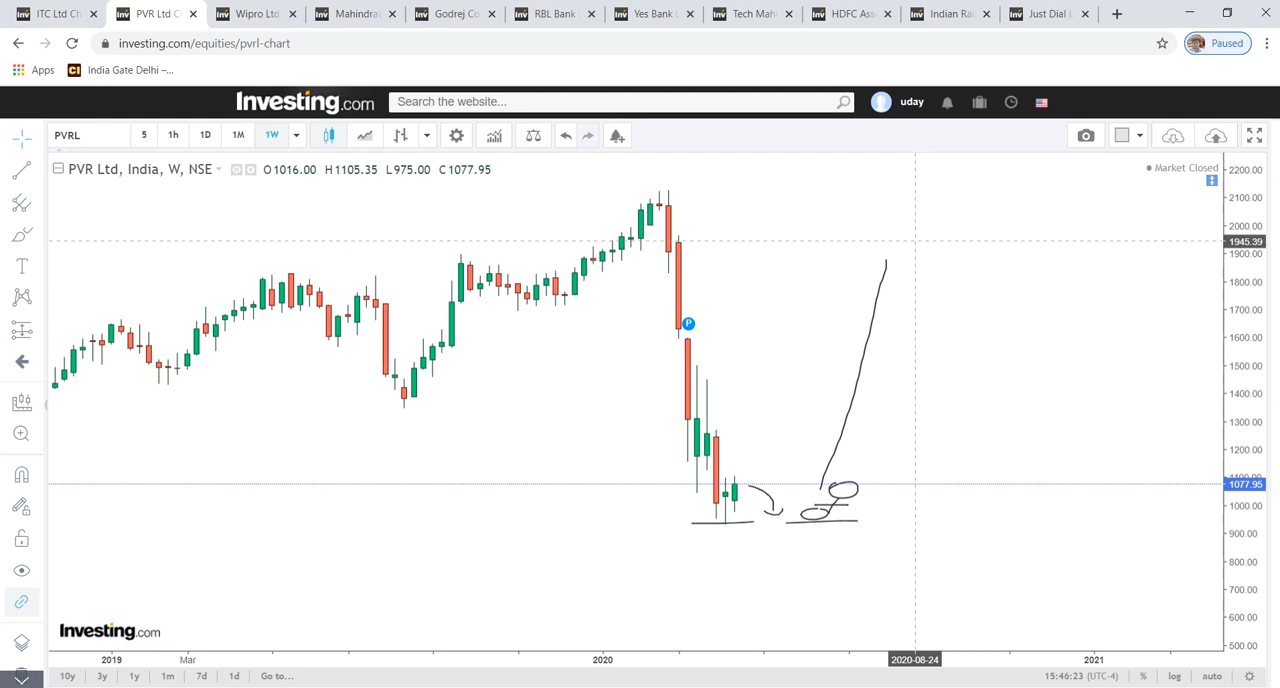 ITC Ltd Ch
PVR Ltd C
Wipro Ltd
Mahindra
Godrej Co
RBL Bank
Yes Bank
Tech Mah
HDFC Ass
Indian Rai
Just Dial L
investing.com/equities/pvrl-chart
Paused
Apps
CI India Gate Delhi –...
Investing.com
Search the website...
uday
PVRL 5 1h 1D 1M 1W
PVR Ltd, India, W, NSE O1016.00 H1105.35 L975.00 C1077.95
Market Closed
2200.00
2100.00
2000.00
1945.39
1900.00
1800.00
1700.00
1600.00
1500.00
1400.00
1300.00
1200.00
1077.95
1000.00
900.00
800.00
700.00
600.00
500.00
P
Investing.com
2019 Mar 2020 2020-08-24 2021
10y 3y 1y 1m 7d 1d Go to... 15:46:23 (UTC-4) % log auto